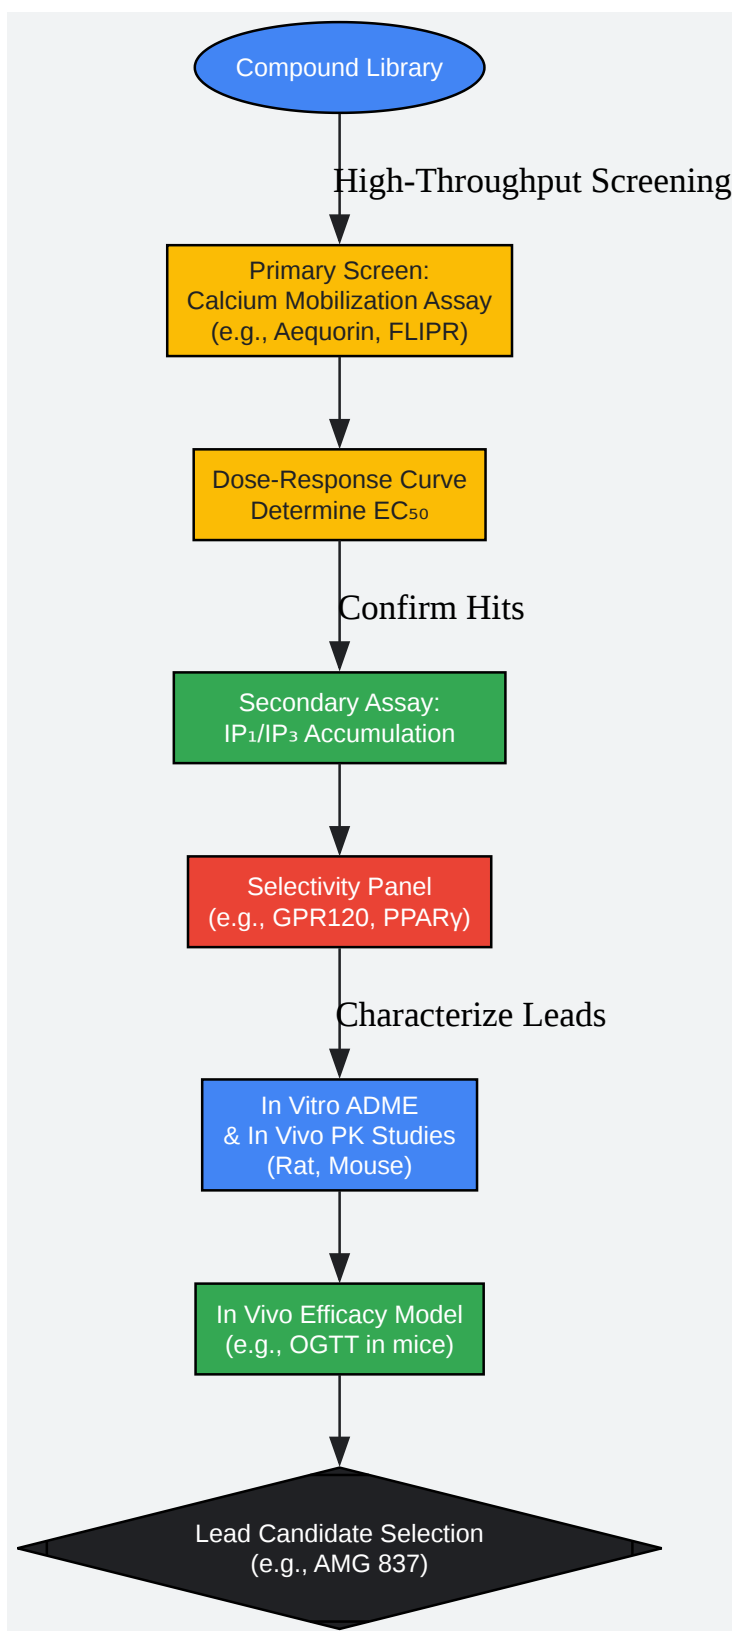 Compound Library
High-Throughput Screening
Primary Screen:
Calcium Mobilization Assay
(e.g., Aequorin, FLIPR)
Dose-Response Curve
Determine EC₅₀
Confirm Hits
Secondary Assay:
IP₁/IP₃ Accumulation
Selectivity Panel
(e.g., GPR120, PPARγ)
Characterize Leads
In Vitro ADME
& In Vivo PK Studies
(Rat, Mouse)
In Vivo Efficacy Model
(e.g., OGTT in mice)
Lead Candidate Selection
(e.g., AMG 837)